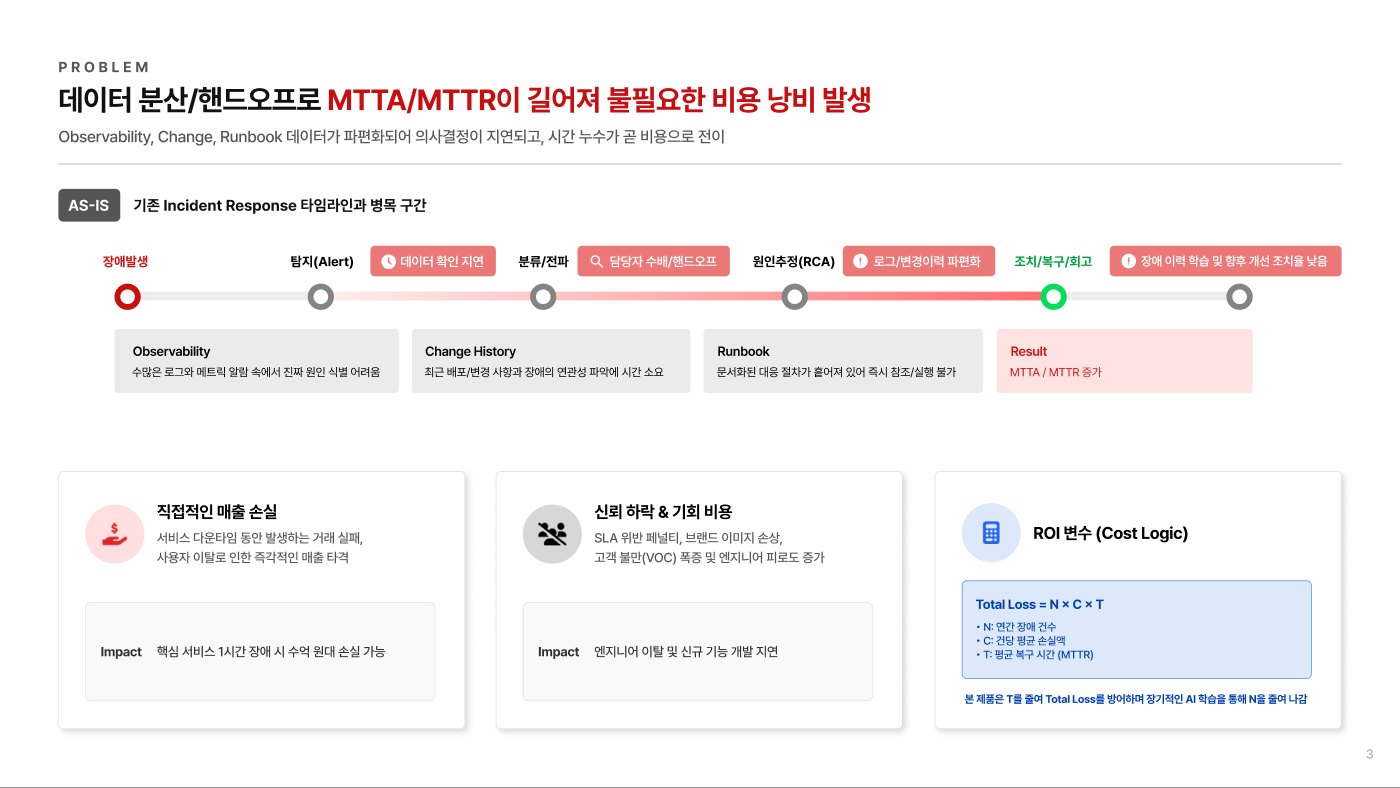 PROBLEM
데이터 분산/핸드오프로 MTTA/MTTR이 길어져 불필요한 비용 낭비 발생
Observability, Change, Runbook 데이터가 파편화되어 의사결정이 지연되고, 시간 누수가 곧 비용으로 전이
AS-IS
기존 Incident Response 타임라인과 병목 구간
장애발생
탐지(Alert)
데이터 확인 지연
분류/전파
담당자 수배/핸드오프
원인추정(RCA)
로그/변경이력 파편화
조치/복구/회고
장애 이력 학습 및 향후 개선 조치율 낮음
Observability
수많은 로그와 메트릭 알람 속에서 진짜 원인 식별 어려움
Change History
최근 배포/변경 사항과 장애의 연관성 파악에 시간 소요
Runbook
문서화된 대응 절차가 흩어져 있어 즉시 참조/실행 불가
Result
MTTA / MTTR 증가
직접적인 매출 손실
서비스 다운타임 동안 발생하는 거래 실패,
사용자 이탈로 인한 즉각적인 매출 타격
Impact 핵심 서비스 1시간 장애 시 수억 원대 손실 가능
신뢰 하락 & 기회 비용
SLA 위반 페널티, 브랜드 이미지 손상,
고객 불만(VOC) 폭증 및 엔지니어 피로도 증가
Impact 엔지니어 이탈 및 신규 기능 개발 지연
ROI 변수 (Cost Logic)
Total Loss = N × C × T
• N: 연간 장애 건수
• C: 건당 평균 손실액
• T: 평균 복구 시간 (MTTR)
본 제품은 T를 줄여 Total Loss를 방어하며 장기적인 AI 학습을 통해 N을 줄여 나감
3